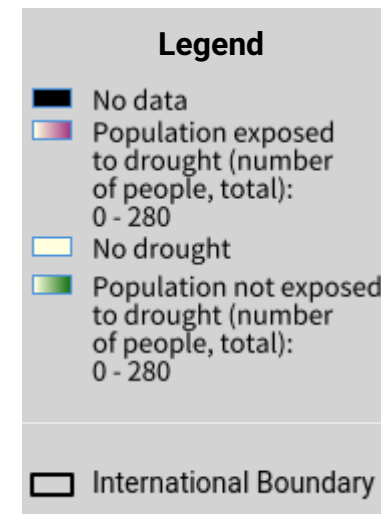 Legend
No data
Population exposed
to drought (number
of people, total):
0 - 280
No drought
Population not exposed
to drought (number
of people, total):
0 - 280
International Boundary